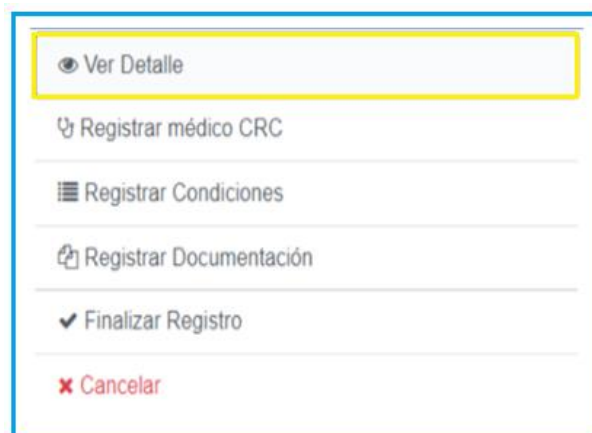 Ver Detalle
Registrar médico CRC
Registrar Condiciones
Registrar Documentación
Finalizar Registro
Cancelar